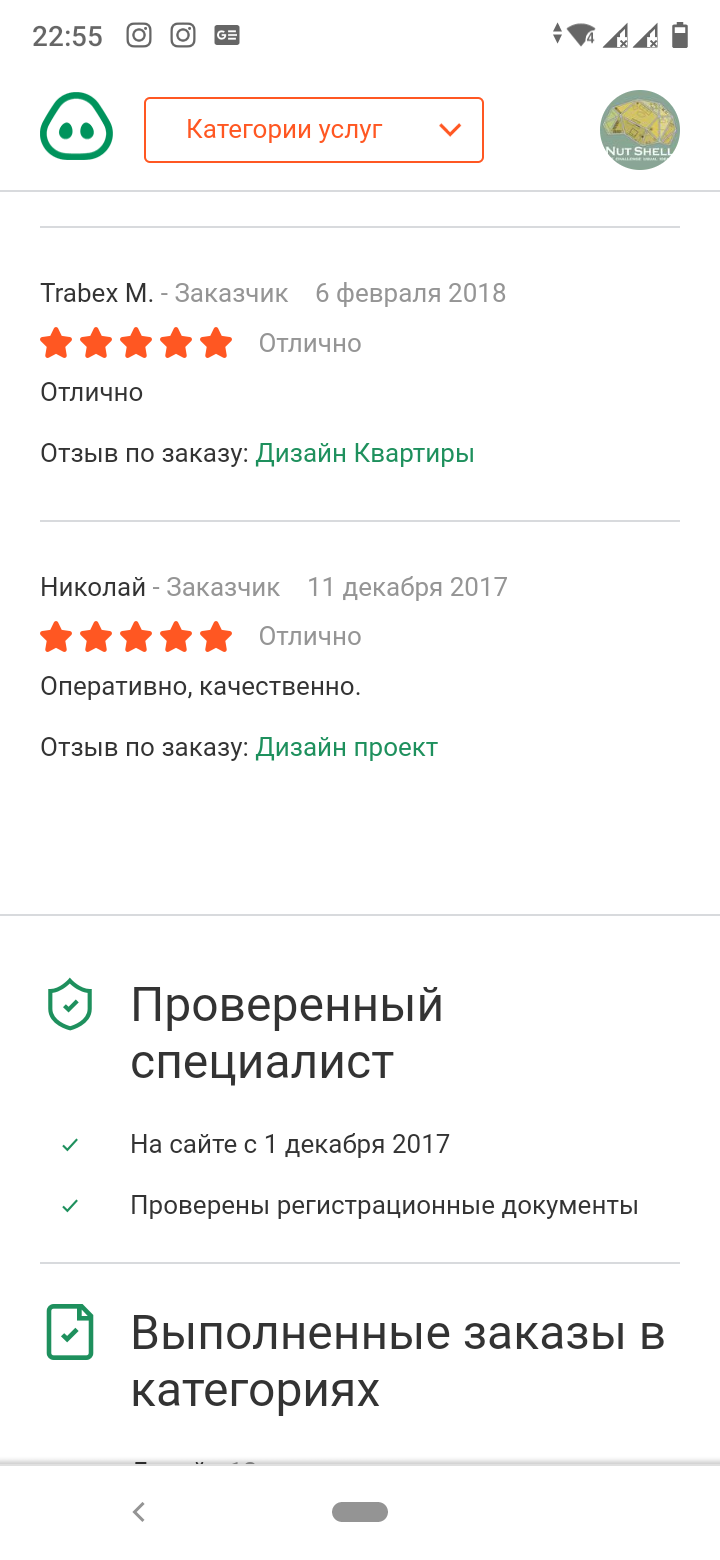 22:55
Категории услуг
NUT SHELL
Trabex M. - Заказчик 6 февраля 2018
Отлично
Отлично
Отзыв по заказу: Дизайн Квартиры
Николай - Заказчик 11 декабря 2017
Отлично
Оперативно, качественно.
Отзыв по заказу: Дизайн проект
Проверенный
специалист
На сайте с 1 декабря 2017
Проверены регистрационные документы
Выполненные заказы в
категориях